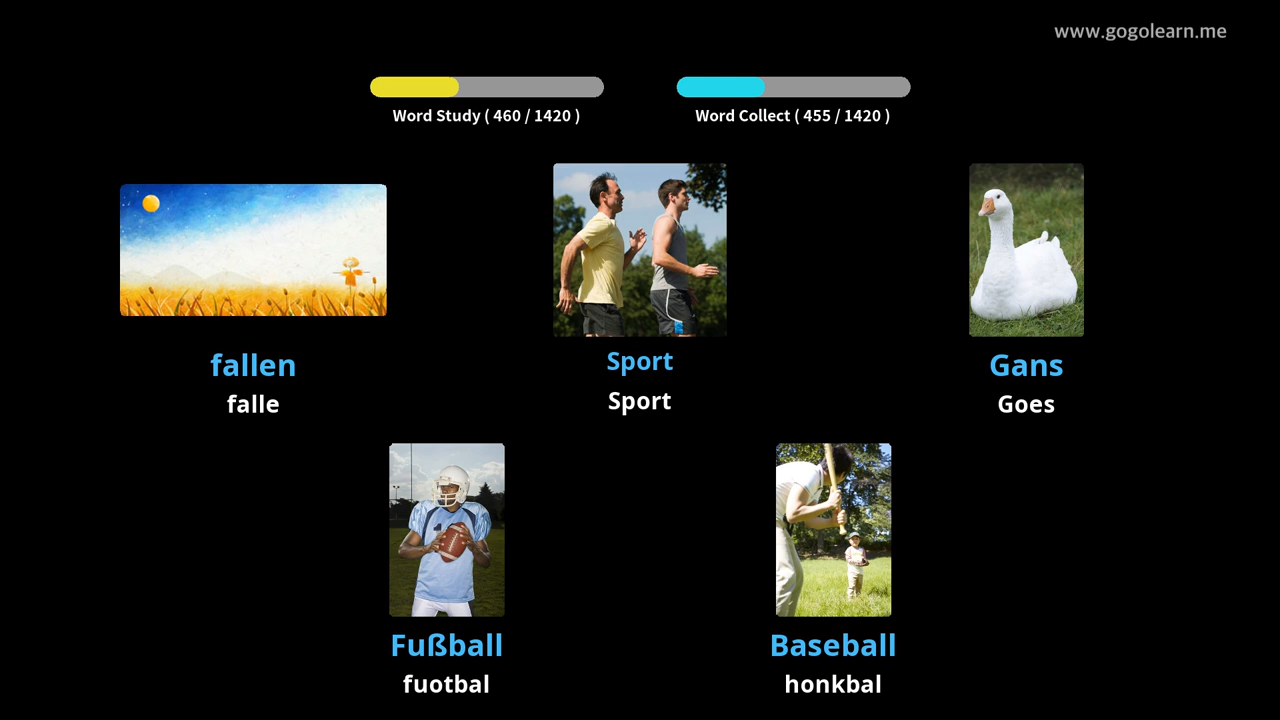 www.gogolearn.me
Word Study ( 460 / 1420 )
Word Collect ( 455 / 1420 )
fallen
falle
Sport
Sport
Gans
Goes
Fußball
fuotbal
Baseball
honkbal